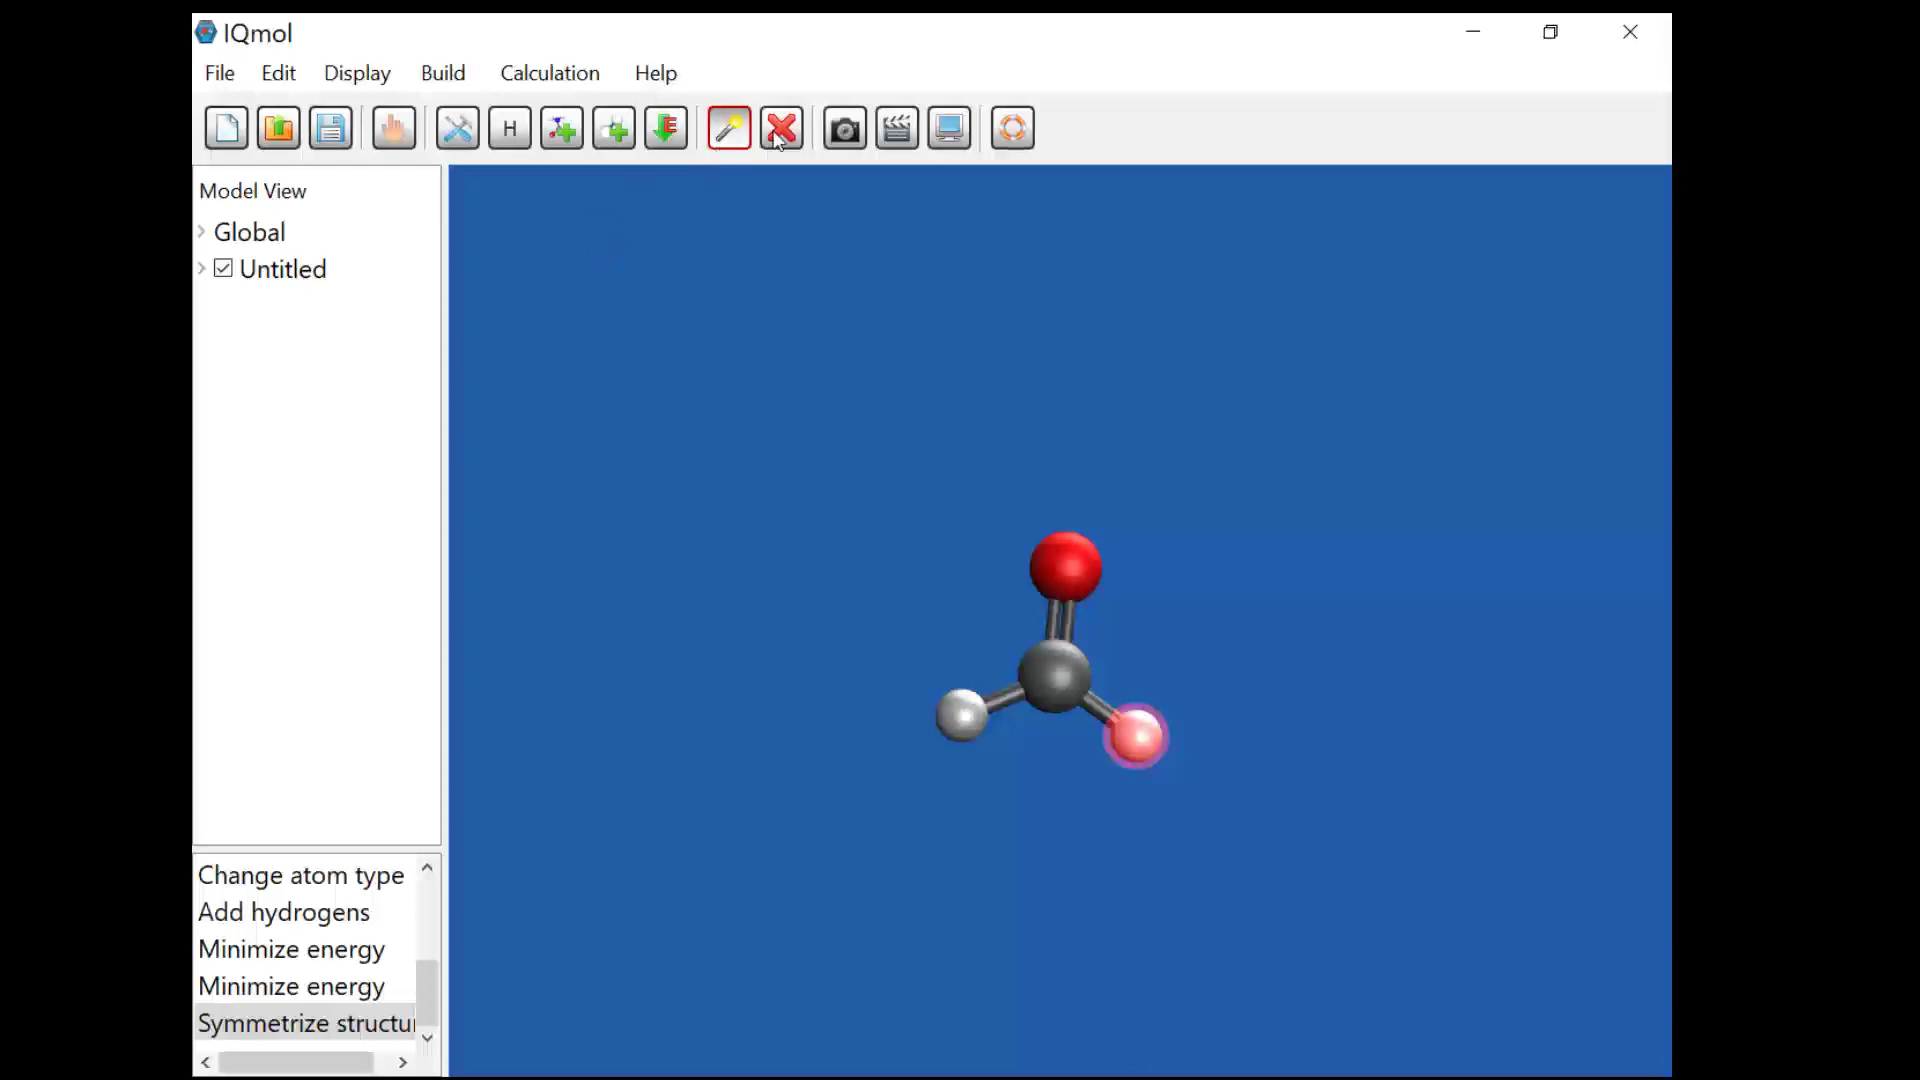 IQmol
File Edit Display Build Calculation Help
H
Model View
Global
Untitled
Change atom type
Add hydrogens
Minimize energy
Minimize energy
Symmetrize structur